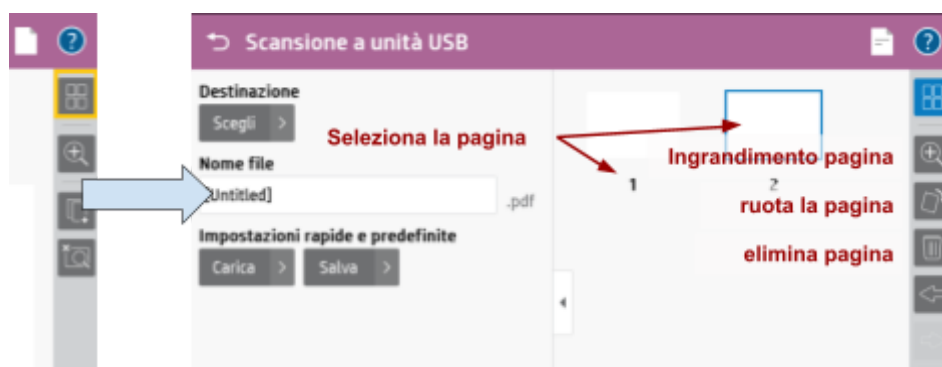 Scansione a unità USB
Destinazione
Scegli
Seleziona la pagina
Nome file
[Untitled]
.pdf
Impostazioni rapide e predefinite
Carica
Salva
1
2
Ingrandimento pagina
ruota la pagina
elimina pagina